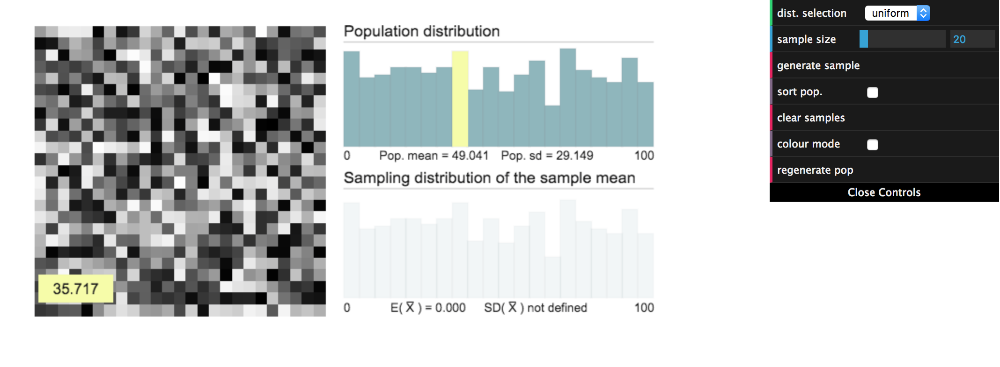 Population distribution
0 Pop. mean = 49.041 Pop. sd = 29.149 100
Sampling distribution of the sample mean
0 E( X̅ ) = 0.000 SD( X̅ ) not defined 100
35.717
dist. selection uniform
sample size 20
generate sample
sort pop.
clear samples
colour mode
regenerate pop
Close Controls